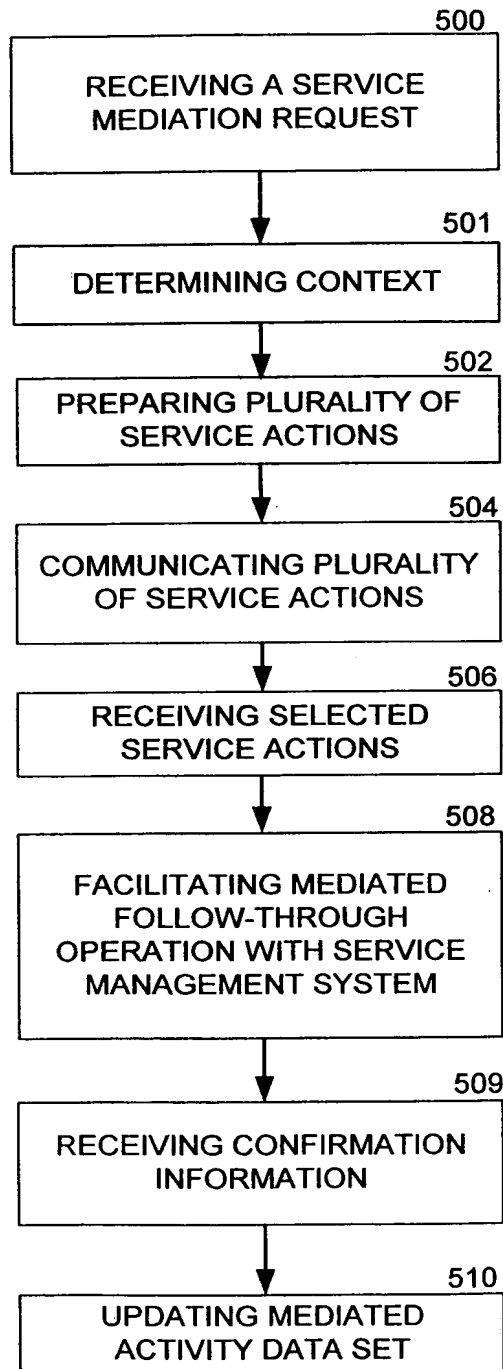 500
RECEIVING A SERVICE
MEDIATION REQUEST
501
DETERMINING CONTEXT
502
PREPARING PLURALITY OF
SERVICE ACTIONS
504
COMMUNICATING PLURALITY
OF SERVICE ACTIONS
506
RECEIVING SELECTED
SERVICE ACTIONS
508
FACILITATING MEDIATED
FOLLOW-THROUGH
OPERATION WITH SERVICE
MANAGEMENT SYSTEM
509
RECEIVING CONFIRMATION
INFORMATION
510
UPDATING MEDIATED
ACTIVITY DATA SET